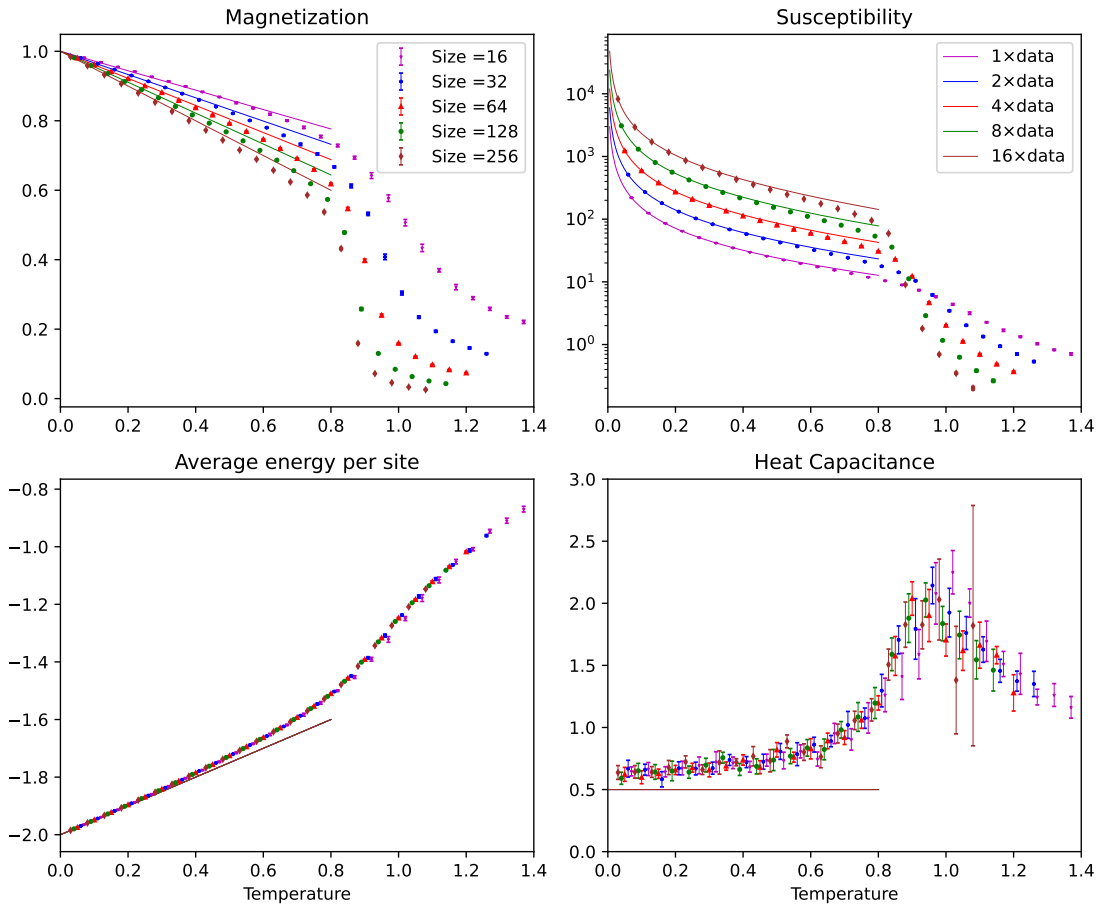 Magnetization
1.0
0.8
0.6
0.4
0.2
0.0
0.0 0.2 0.4 0.6 0.8 1.0 1.2 1.4
Size =16
Size =32
Size =64
Size =128
Size =256
Susceptibility
10⁴
10³
10²
10¹
10⁰
0.0 0.2 0.4 0.6 0.8 1.0 1.2 1.4
1×data
2×data
4×data
8×data
16×data
Average energy per site
−0.8
−1.0
−1.2
−1.4
−1.6
−1.8
−2.0
0.0 0.2 0.4 0.6 0.8 1.0 1.2 1.4
Temperature
Heat Capacitance
3.0
2.5
2.0
1.5
1.0
0.5
0.0
0.0 0.2 0.4 0.6 0.8 1.0 1.2 1.4
Temperature